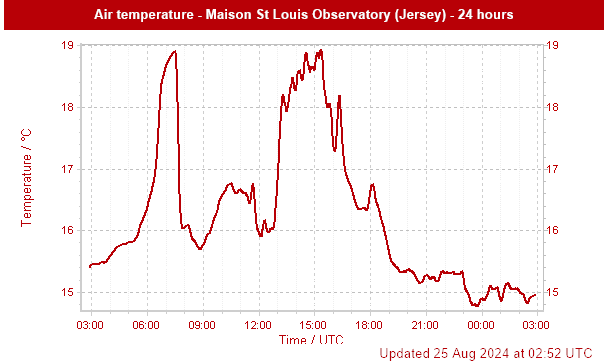 Air temperature - Maison St Louis Observatory (Jersey) - 24 hours
19 19
18 18
17 17
16 16
15 15
Temperature / °C
03:00 06:00 09:00 12:00 15:00 18:00 21:00 00:00 03:00
Time / UTC
Updated 25 Aug 2024 at 02:52 UTC